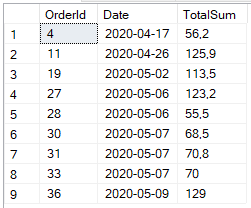 OrderId Date TotalSum
1 4 2020-04-17 56,2
2 11 2020-04-26 125,9
3 19 2020-05-02 113,5
4 27 2020-05-06 123,2
5 28 2020-05-06 55,5
6 30 2020-05-07 68,5
7 31 2020-05-07 70,8
8 33 2020-05-07 70
9 36 2020-05-09 129